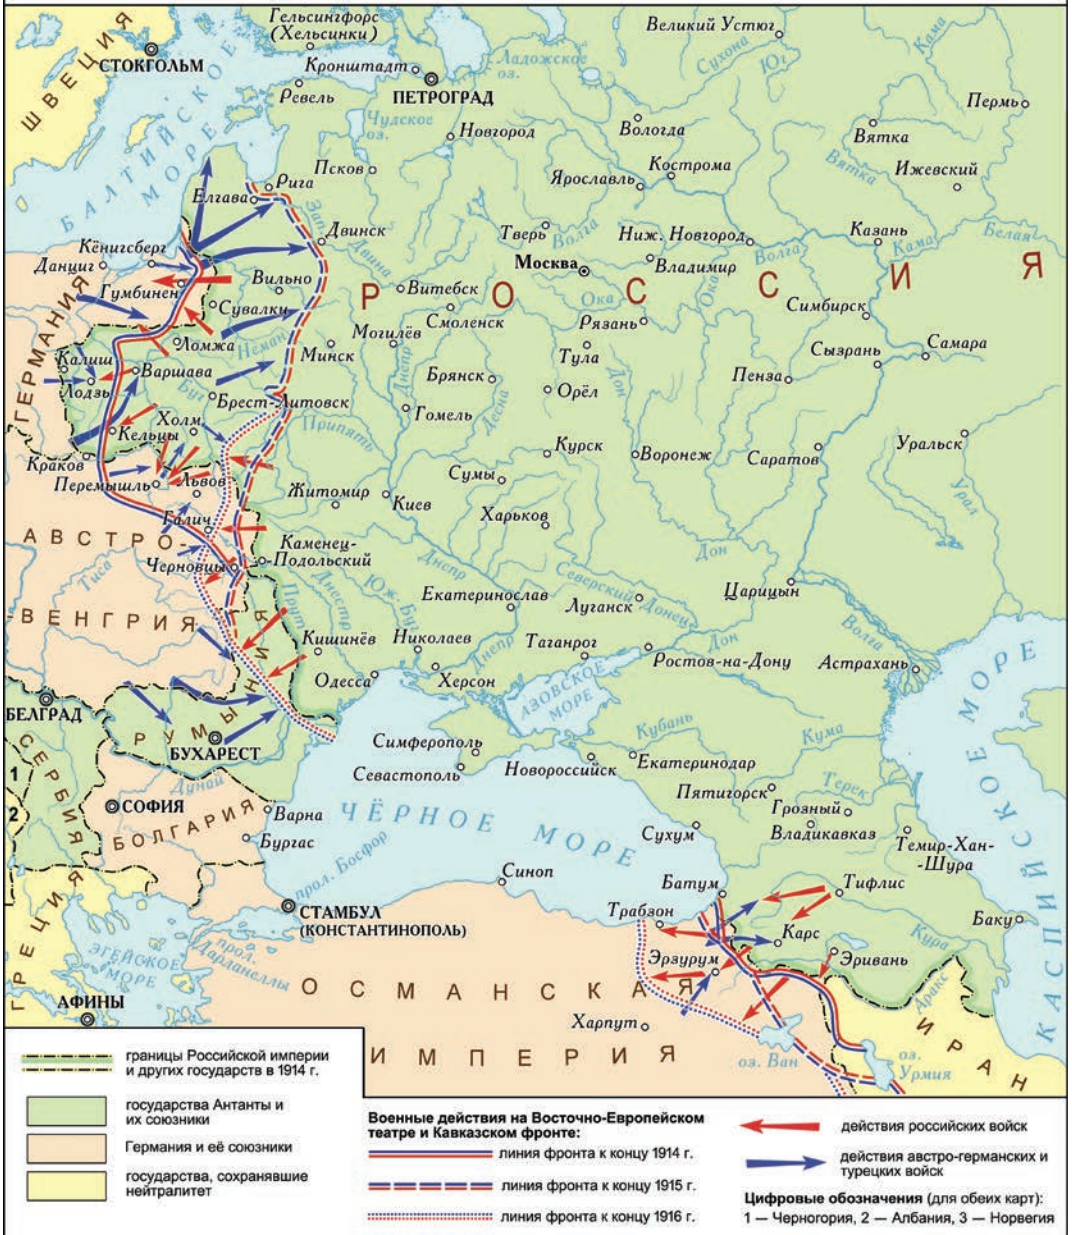 Гельсингфорс
(Хельсинки)
Великий Устюг
Кама
СТОКГОЛЬМ
ШВЕЦИЯ
Кронштадт
Ладожское
оз.
Сухона
Юг
Ревель
ПЕТРОГРАД
Пермь
БАЛТИЙСКОЕ
МОРЕ
Чудское
оз.
Новгород
Вологда
Вятка
Псков
Кострома
Вятка
Ижевский
Рига
Ярославль
Елгава
Зап. Двина
Двинск
Тверь
Волга
Ниж. Новгород
Волга
Казань
Кама
Белая
Кёнигсберг
Данциг
Москва
Владимир
Гумбинен
Вильно
Витебск
РОССИЯ
Ока
Ока
Сувалки
Смоленск
Симбирск
ГЕРМАНИЯ
Неман
Могилёв
Рязань
Ломжа
Минск
Днепр
Тула
Сызрань
Самара
Калиш
Варшава
Лодзь
Буг
Брянск
Дон
Пенза
Брест-Литовск
Орёл
Десна
Холм
Гомель
Кельцы
Припять
Курск
Воронеж
Саратов
Уральск
Краков
Сумы
Перемышль
Львов
Житомир
Киев
Урал
Галич
Харьков
АВСТРО-
Каменец-
-Подольский
Дон
Черновцы
Тиса
Днепр
Северский Донец
Царицын
Прут
Днестр
Юж. Буг
Екатеринослав
Луганск
-ВЕНГРИЯ
Волга
Кишинёв
Николаев
Днепр
Таганрог
Дон
Ростов-на-Дону
Астрахань
Одесса
Херсон
АЗОВСКОЕ
МОРЕ
БЕЛГРАД
РУМЫНИЯ
Кубань
Кума
БУХАРЕСТ
Симферополь
Севастополь
Новороссийск
Екатеринодар
КАСПИЙСКОЕ МОРЕ
СЕРБИЯ
1
2
Дунай
СОФИЯ
Пятигорск
Терек
Грозный
Варна
ЧЁРНОЕ МОРЕ
Владикавказ
БОЛГАРИЯ
Бургас
Сухум
Темир-Хан-
-Шура
прол. Босфор
Синоп
Батум
Тифлис
ГРЕЦИЯ
СТАМБУЛ
(КОНСТАНТИНОПОЛЬ)
Трабзон
Карс
Баку
Кура
прол.
Дарданеллы
ЭГЕЙСКОЕ
МОРЕ
Эрзурум
Эривань
Аракс
АФИНЫ
ОСМАНСКАЯ
ИМПЕРИЯ
Харпут
оз. Ван
оз.
Урмия
ИРАН
границы Российской империи
и других государств в 1914 г.
государства Антанты и
их союзники
Германия и её союзники
государства, сохранявшие
нейтралитет
Военные действия на Восточно-Европейском
театре и Кавказском фронте:
линия фронта к концу 1914 г.
линия фронта к концу 1915 г.
линия фронта к концу 1916 г.
действия российских войск
действия австро-германских и
турецких войск
Цифровые обозначения (для обеих карт):
1 — Черногория, 2 — Албания, 3 — Норвегия